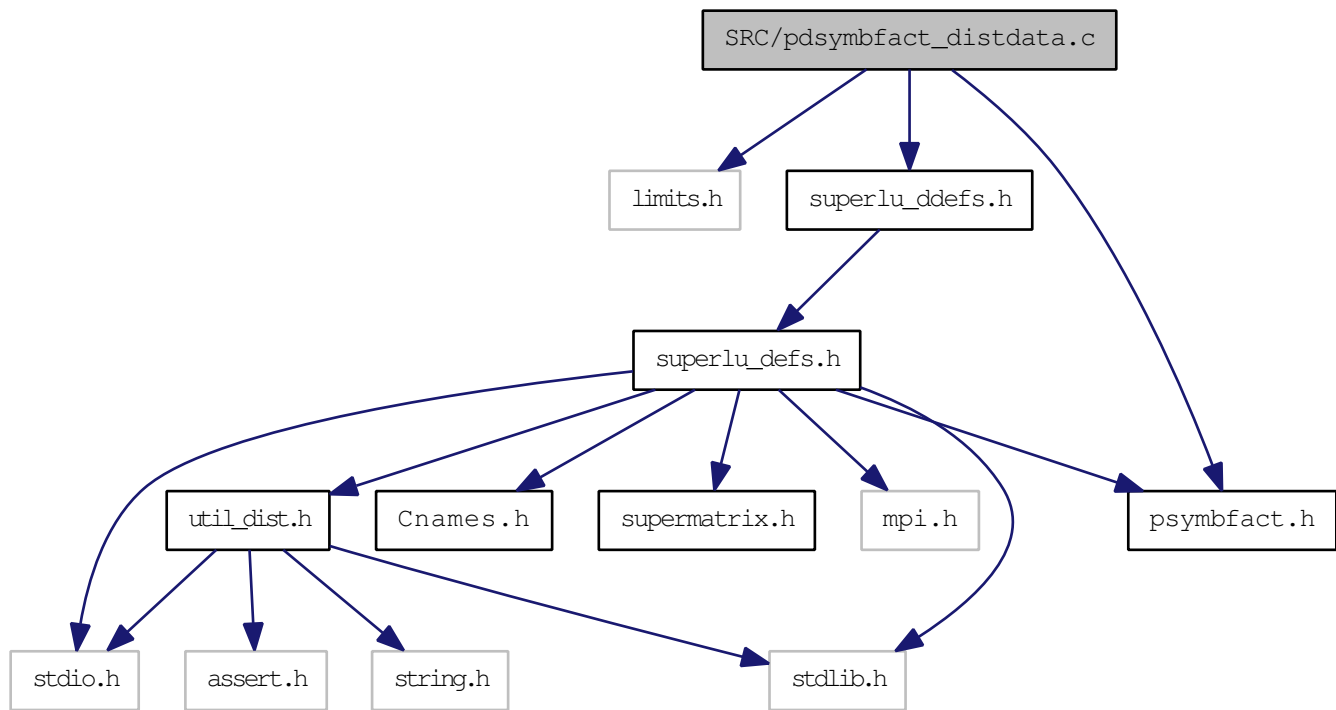 SRC/pdsymbfact_distdata.c
limits.h
superlu_ddefs.h
superlu_defs.h
util_dist.h
Cnames.h
supermatrix.h
mpi.h
psymbfact.h
stdio.h
assert.h
string.h
stdlib.h